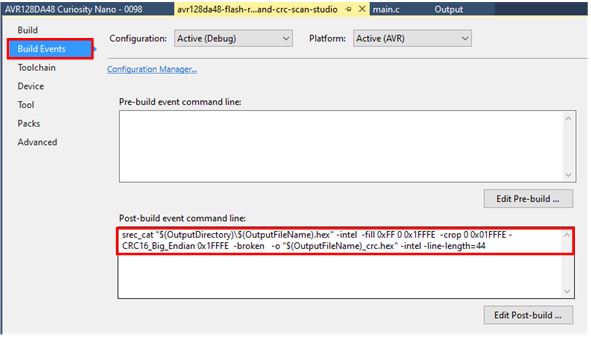 AVR128DA48 Curiosity Nano - 0098
avr128da48-flash-r...and-crc-scan-studio
main.c
Output
Build
Build Events
Toolchain
Device
Tool
Packs
Advanced
Configuration: Active (Debug)
Platform: Active (AVR)
Configuration Manager...
Pre-build event command line:
Edit Pre-build ...
Post-build event command line:
srec_cat "$(OutputDirectory)\$(OutputFileName).hex" -intel -fill 0xFF 0 0x1FFFE -crop 0 0x01FFFE -
CRC16_Big_Endian 0x1FFFE -broken -o "$(OutputFileName)_crc.hex" -intel -line-length=44
Edit Post-build ...